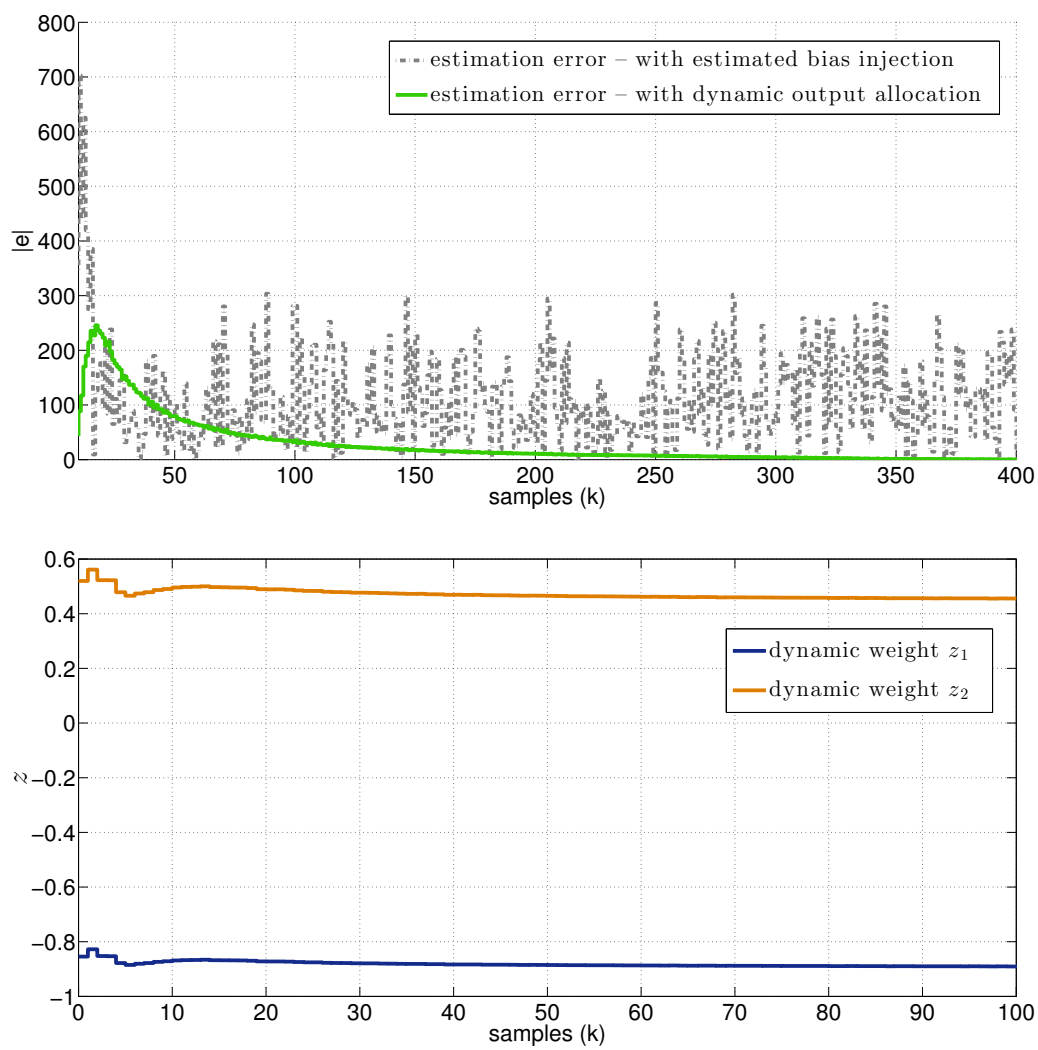 800
700
600
500
400
300
200
100
0
|e|
estimation error – with estimated bias injection
estimation error – with dynamic output allocation
50 100 150 200 250 300 350 400
samples (k)
0.6
0.4
0.2
0
−0.2
−0.4
−0.6
−0.8
−1
z
dynamic weight z₁
dynamic weight z₂
0 10 20 30 40 50 60 70 80 90 100
samples (k)